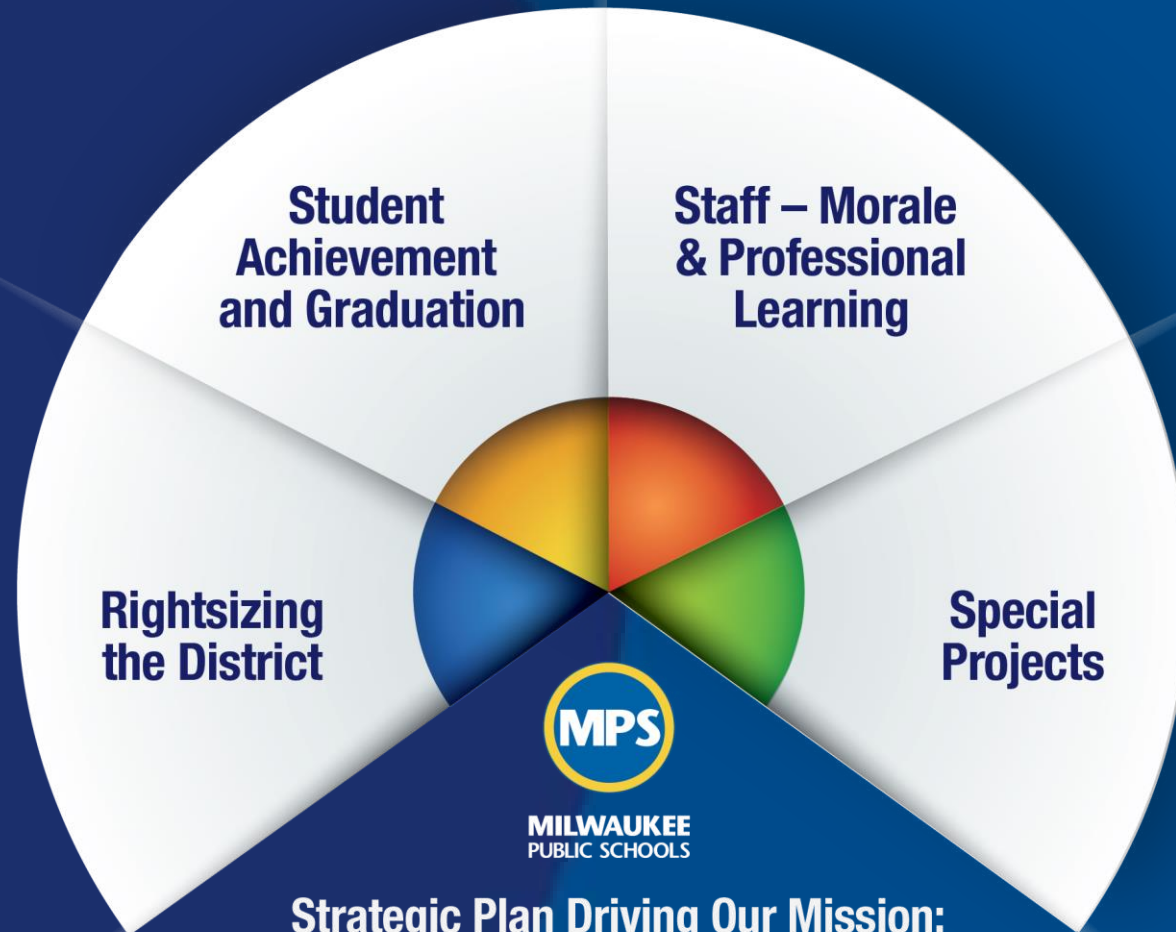 Student
Achievement
and Graduation
Staff – Morale
& Professional
Learning
Rightsizing
the District
Special
Projects
MPS
MILWAUKEE
PUBLIC SCHOOLS
Strategic Plan Driving Our Mission: